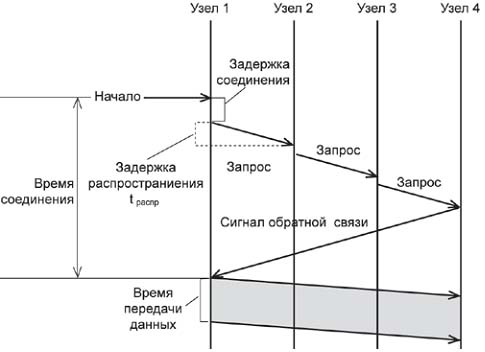 Узел 1 Узел 2 Узел 3 Узел 4
Задержка
соединения
Начало
Задержка
распространиения
t распр
Запрос
Запрос
Запрос
Время
соединения
Сигнал обратной связи
Время
передачи
данных